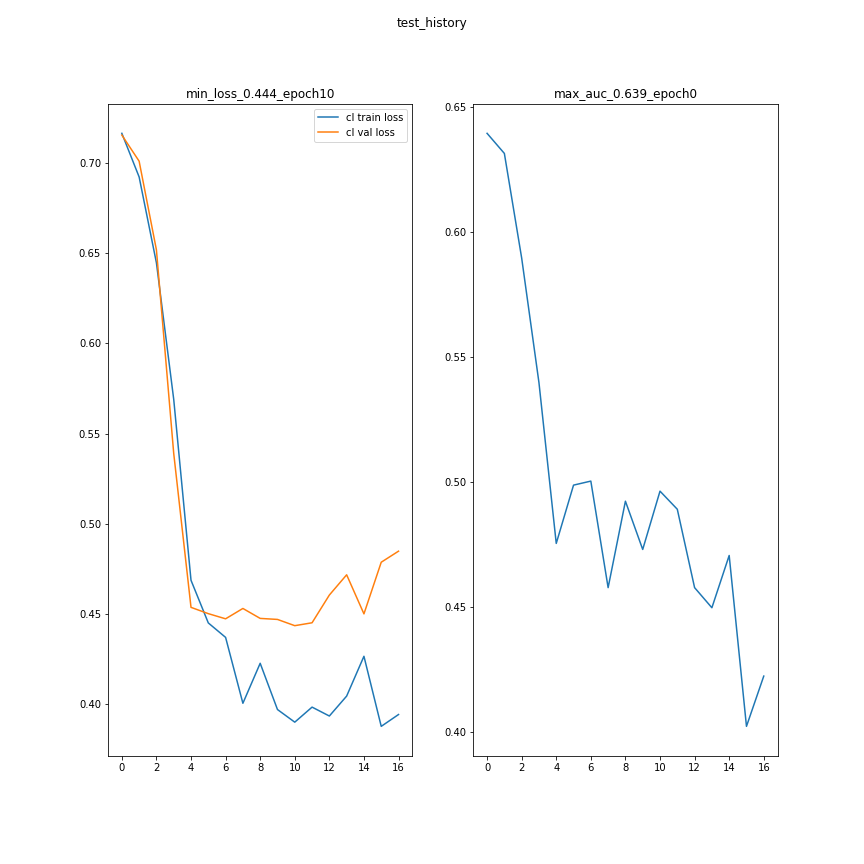 test_history
min_loss_0.444_epoch10
cl train loss
cl val loss
0.70
0.65
0.60
0.55
0.50
0.45
0.40
0 2 4 6 8 10 12 14 16
max_auc_0.639_epoch0
0.65
0.60
0.55
0.50
0.45
0.40
0 2 4 6 8 10 12 14 16